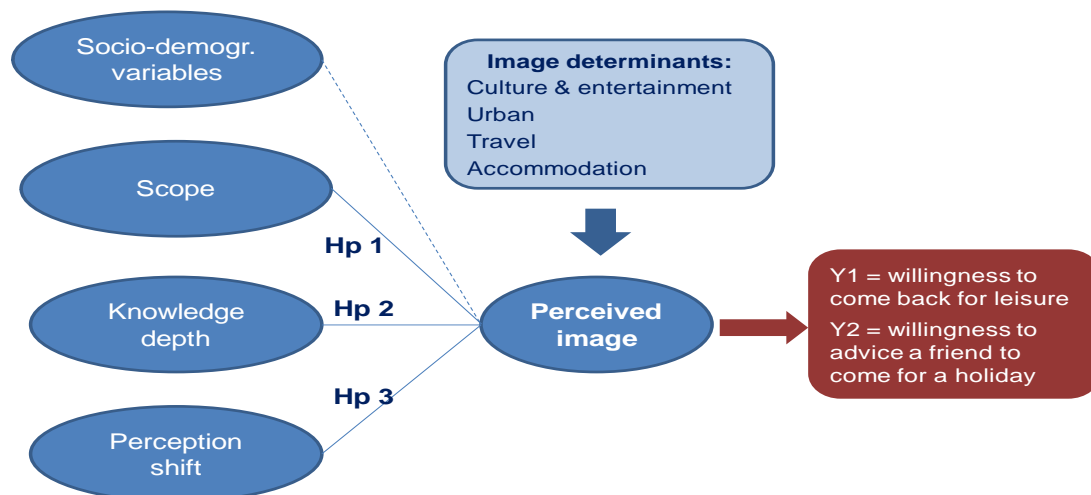 Socio-demogr.
variables
Image determinants:
Culture & entertainment
Urban
Travel
Accommodation
Scope
Hp 1
Knowledge
depth
Hp 2
Perceived
image
Y1 = willingness to
come back for leisure
Y2 = willingness to
advice a friend to
come for a holiday
Hp 3
Perception
shift